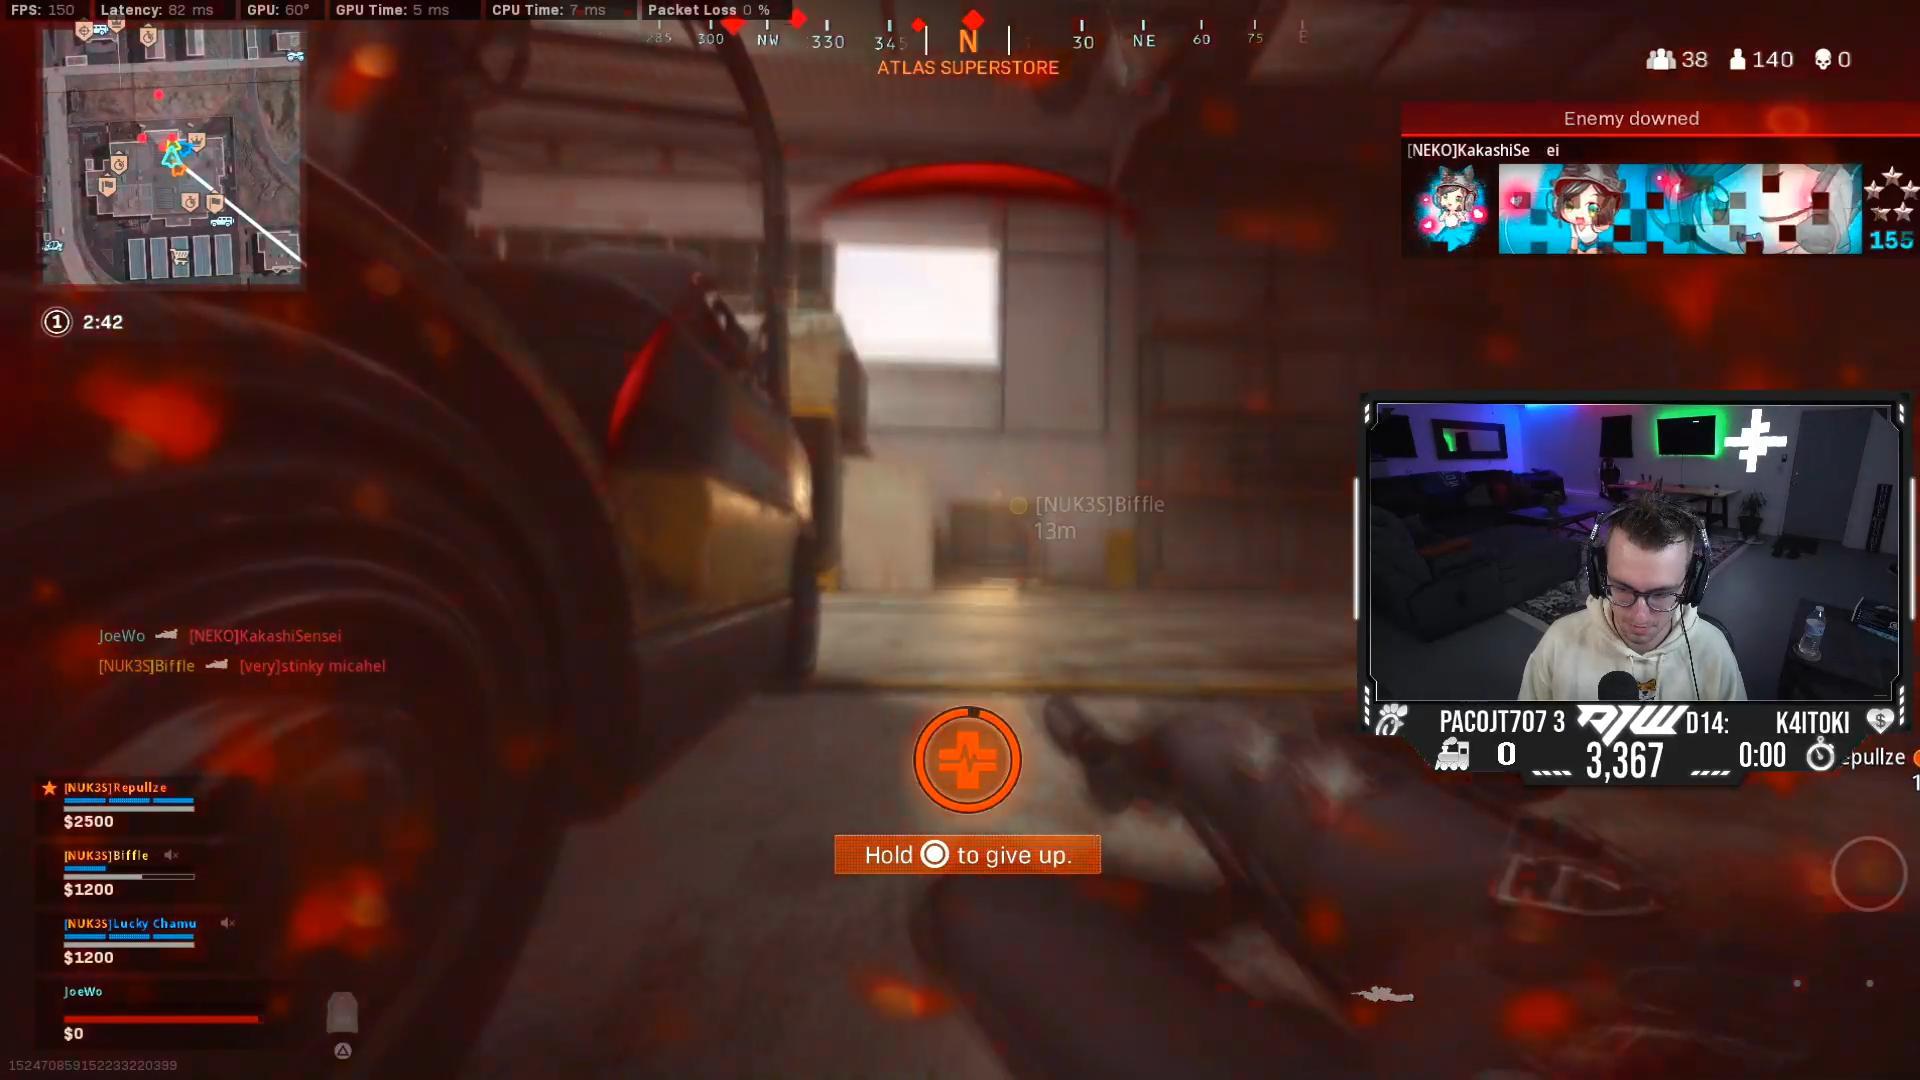 FPS: 150 Latency: 82 ms GPU: 60° GPU Time: 5 ms CPU Time: 7 ms Packet Loss 0 %
285 300 NW 330 345 N 30 NE 60 75 E
ATLAS SUPERSTORE
38 140 0
Enemy downed
[NEKO]KakashiSe ei
155
1 2:42
[NUK3S]Biffle
13m
JoeWo [NEKO]KakashiSensei
[NUK3S]Biffle [very]stinky micahel
PACOJT707 3 D14: K4ITOKI
0 3,367 0:00 epullze
[NUK3S]Repullze
$2500
[NUK3S]Biffle
$1200
[NUK3S]Lucky Chamu
$1200
JoeWo
$0
Hold to give up.
152470859152233220399